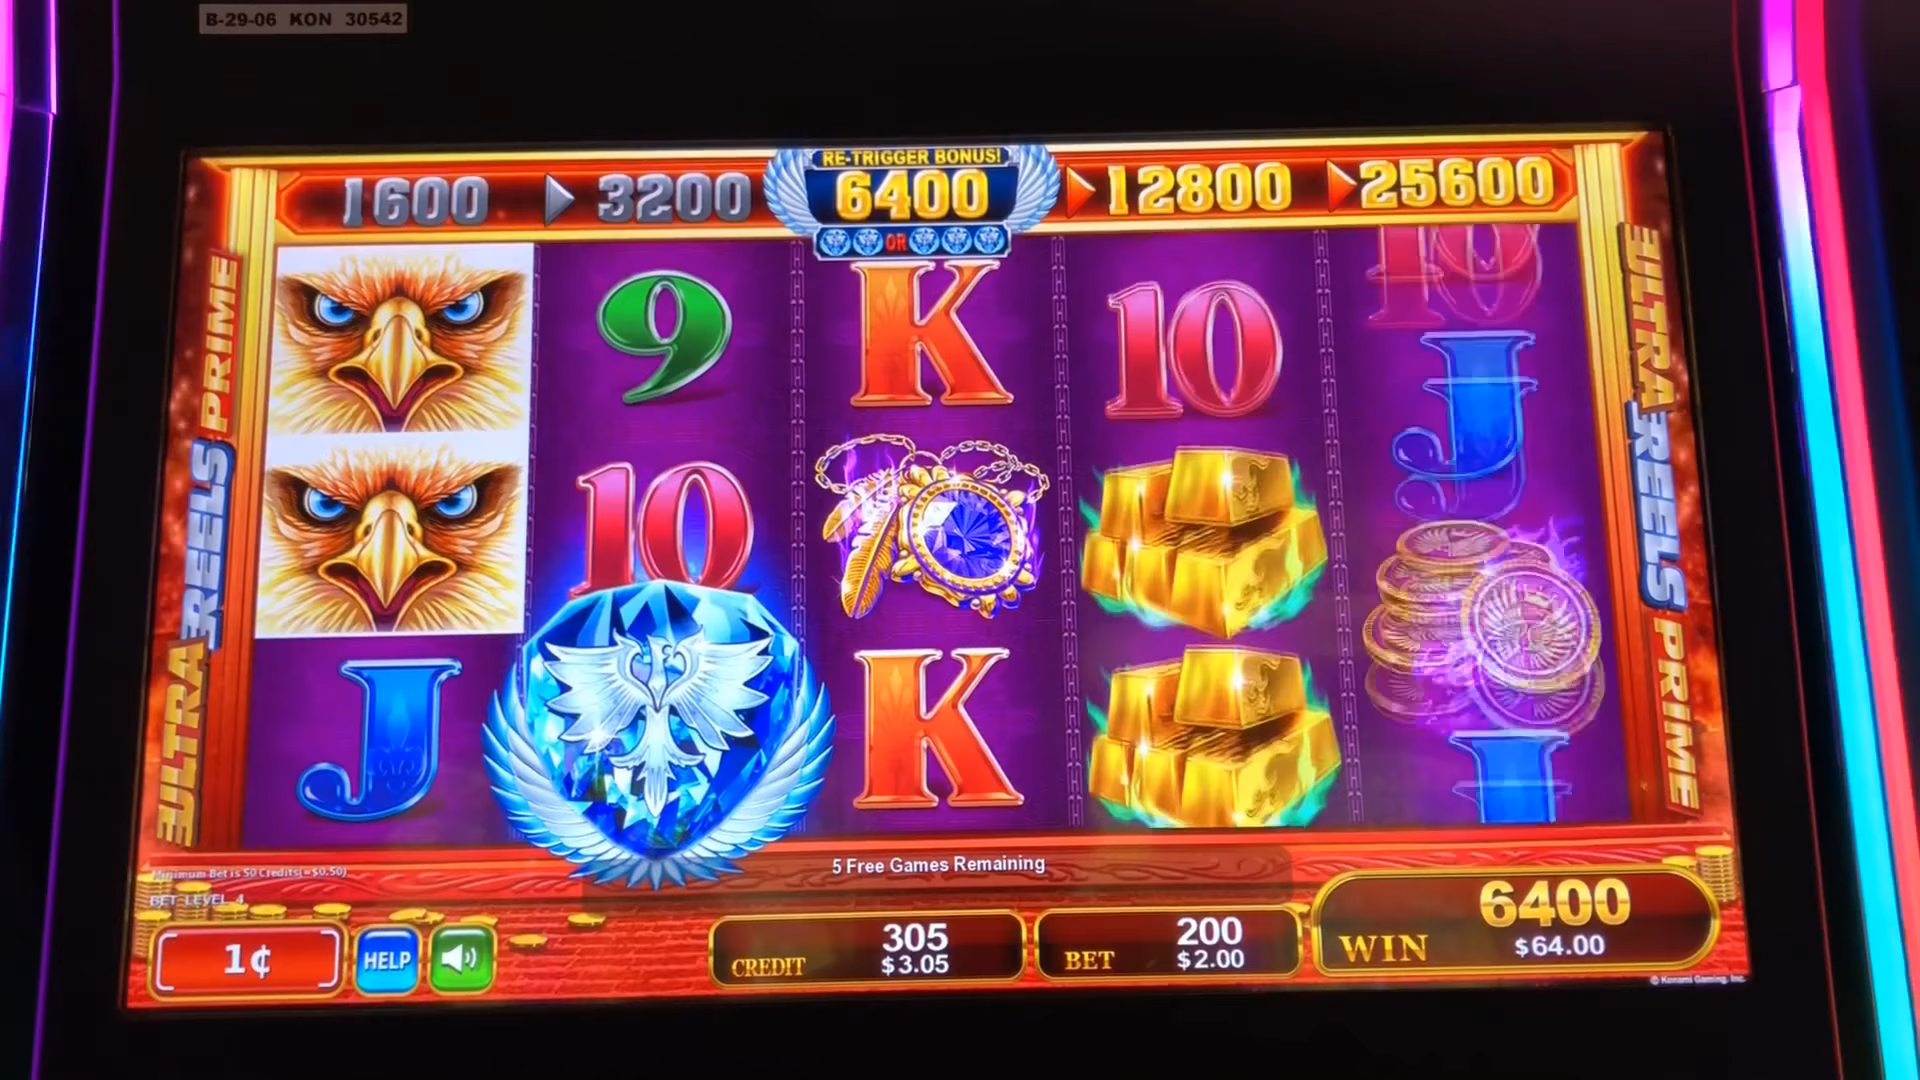 B-29-06 KON 30542
RE-TRIGGER BONUS!
1600 3200 6400 12800 25600
OR
ULTRA REELS PRIME
ULTRA REELS PRIME
9 K 10 10
J
10
J K J
5 Free Games Remaining
Minimum Bet is 50 Credits(=$0.50)
BET LEVEL 4
1¢
HELP
CREDIT 305
$3.05
BET 200
$2.00
WIN 6400
$64.00
© Konami Gaming, Inc.